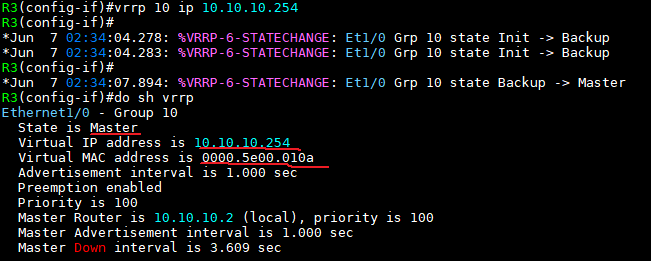 R3(config-if)#vrrp 10 ip 10.10.10.254
R3(config-if)#
*Jun  7 02:34:04.278: %VRRP-6-STATECHANGE: Et1/0 Grp 10 state Init -> Backup
*Jun  7 02:34:04.283: %VRRP-6-STATECHANGE: Et1/0 Grp 10 state Init -> Backup
R3(config-if)#
*Jun  7 02:34:07.894: %VRRP-6-STATECHANGE: Et1/0 Grp 10 state Backup -> Master
R3(config-if)#do sh vrrp
Ethernet1/0 - Group 10
  State is Master
  Virtual IP address is 10.10.10.254
  Virtual MAC address is 0000.5e00.010a
  Advertisement interval is 1.000 sec
  Preemption enabled
  Priority is 100
  Master Router is 10.10.10.2 (local), priority is 100
  Master Advertisement interval is 1.000 sec
  Master Down interval is 3.609 sec